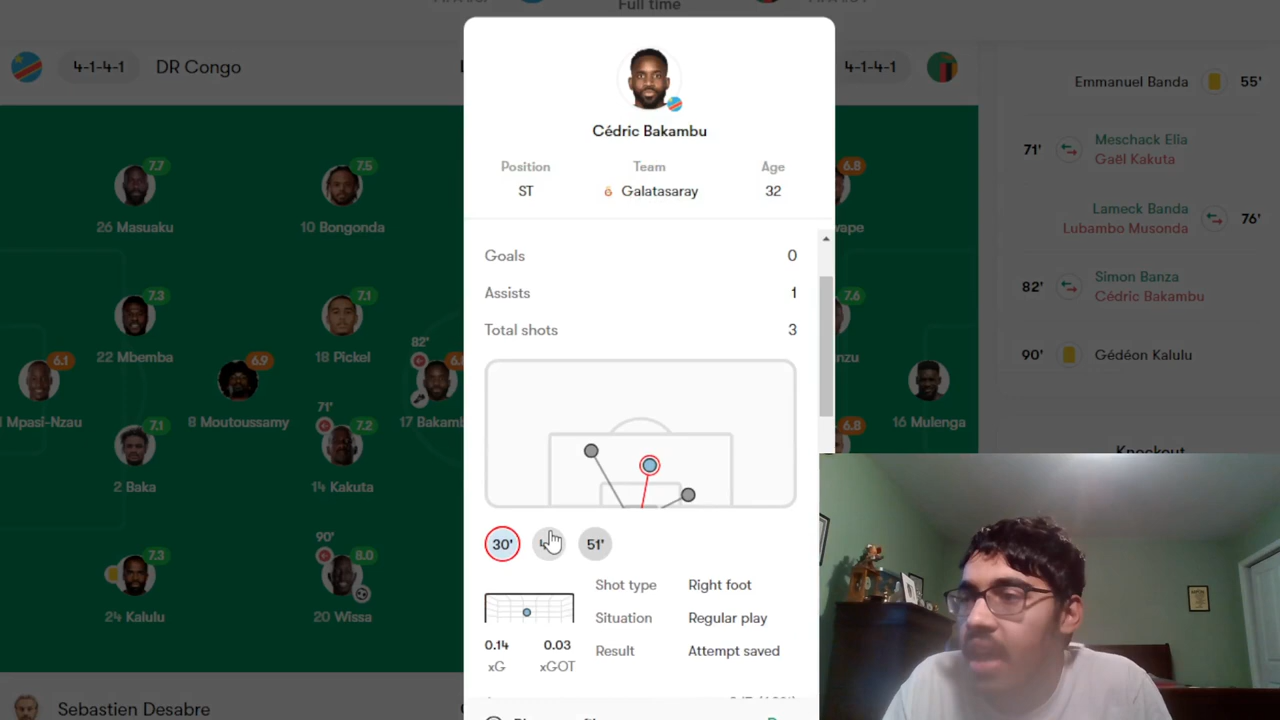 Full time
4-1-4-1 DR Congo
4-1-4-1
7.7
26 Masuaku
7.5
10 Bongonda
7.3
22 Mbemba
7.1
18 Pickel
6.1
6.9
8 Moutoussamy
82'
7.1
2 Baka
71'
7.2
14 Kakuta
7.3
24 Kalulu
90'
8.0
20 Wissa
Sebastien Desabre
Cédric Bakambu
Position Team Age
ST Galatasaray 32
Goals 0
Assists 1
Total shots 3
30' 51'
Shot type Right foot
Situation Regular play
Result Attempt saved
0.14 0.03
xG xGOT
6.8
7.6
6.8
16 Mulenga
Emmanuel Banda 55'
71' Meschack Elia
Gaël Kakuta
Lameck Banda 76'
Lubambo Musonda
82' Simon Banza
Cédric Bakambu
90' Gédéon Kalulu